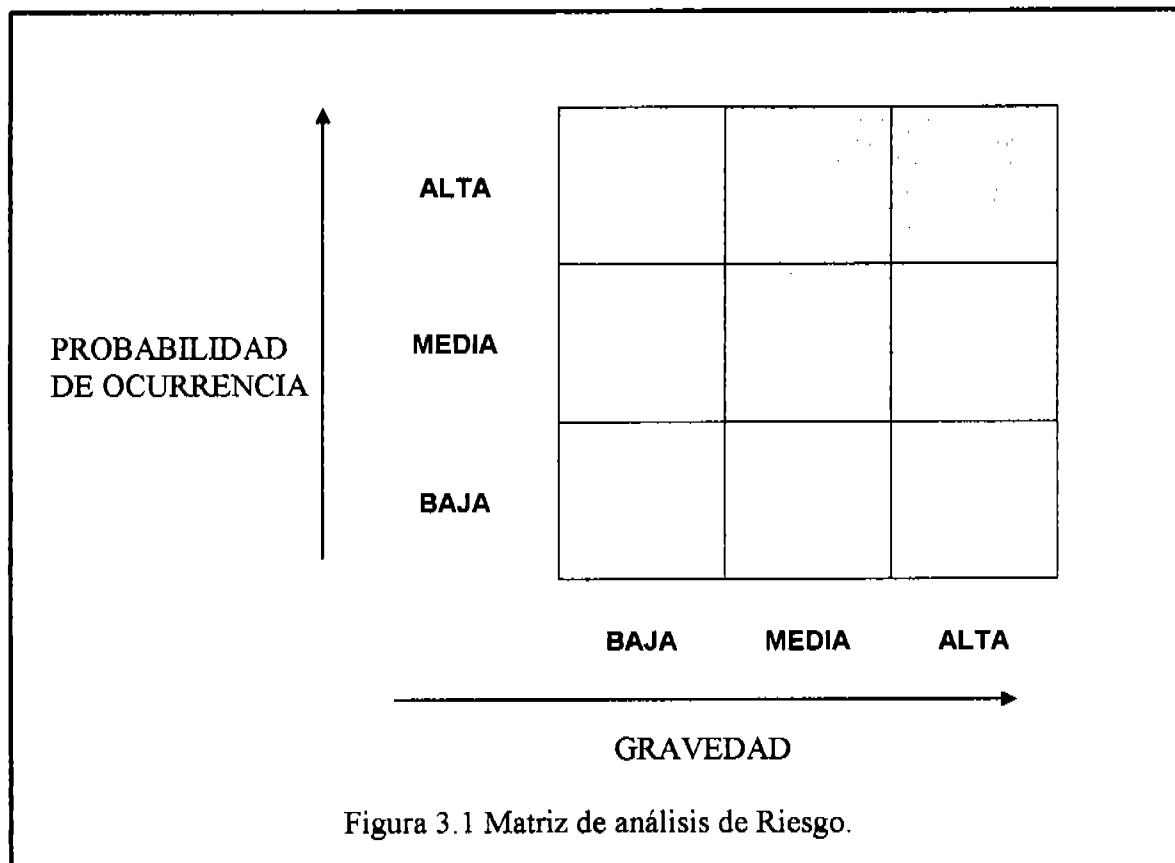 ALTA
PROBABILIDAD
DE OCURRENCIA
MEDIA
BAJA
BAJA MEDIA ALTA
GRAVEDAD
Figura 3.1 Matriz de análisis de Riesgo.